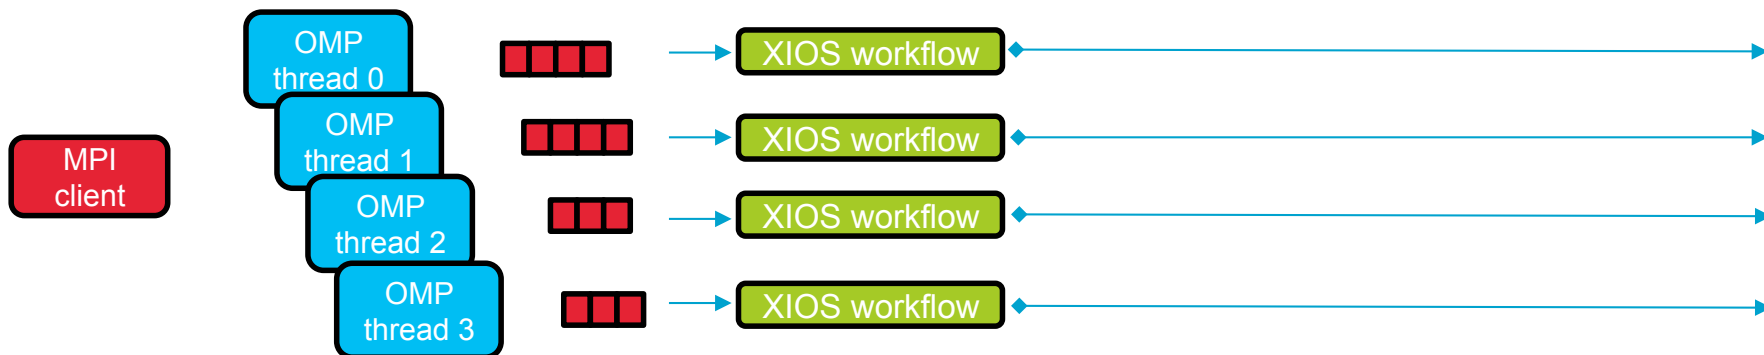 MPI
client
OMP
thread 0
OMP
thread 1
OMP
thread 2
OMP
thread 3
XIOS workflow
XIOS workflow
XIOS workflow
XIOS workflow